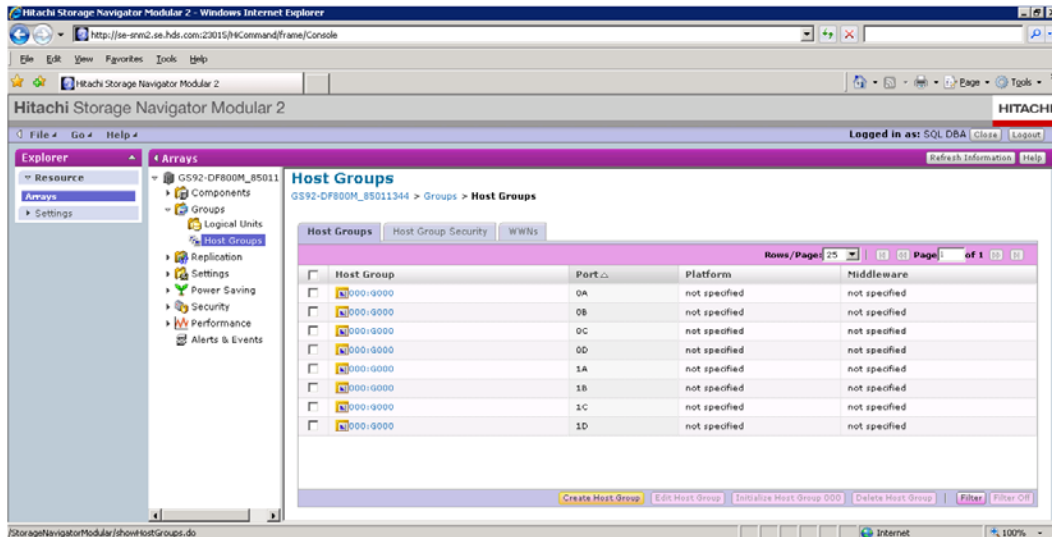 Hitachi Storage Navigator Modular 2 - Windows Internet Explorer
http://se-snm2.se.hds.com:23015/HiCommand/frame/Console
File Edit View Favorites Tools Help
Hitachi Storage Navigator Modular 2
Page Tools
Hitachi Storage Navigator Modular 2
HITACHI
File Go Help
Logged in as: SQL DBA Close Logout
Explorer
Resource
Arrays
Settings
Arrays
Refresh Information Help
GS92-DF800M_85011
Components
Groups
Logical Units
Host Groups
Replication
Settings
Power Saving
Security
Performance
Alerts & Events
Host Groups
GS92-DF800M_85011344 > Groups > Host Groups
Host Groups Host Group Security WWNs
Rows/Page: 25 Page 1 of 1
Host Group Port Platform Middleware
000:G000 0A not specified not specified
000:G000 0B not specified not specified
000:G000 0C not specified not specified
000:G000 0D not specified not specified
000:G000 1A not specified not specified
000:G000 1B not specified not specified
000:G000 1C not specified not specified
000:G000 1D not specified not specified
Create Host Group Edit Host Group Initialize Host Group 000 Delete Host Group | Filter Filter Off
/StorageNavigatorModular/showHostGroups.do
Internet
100%